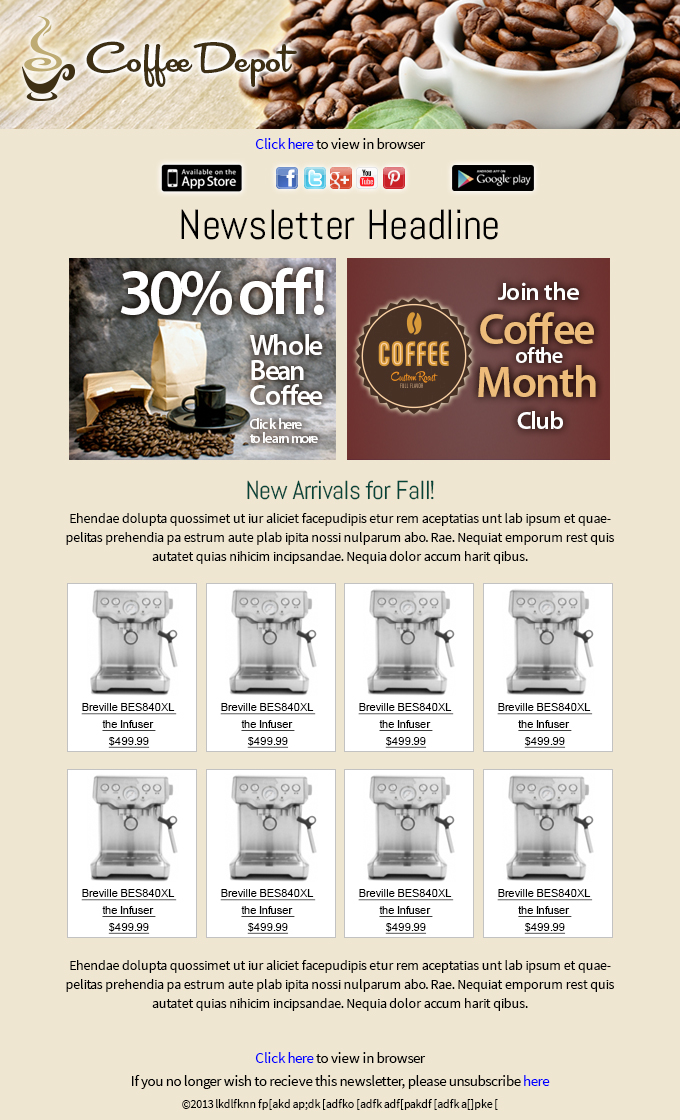 Coffee Depot
Click here to view in browser
Available on the
App Store
You
Tube
ANDROID APP ON
Google play
Newsletter Headline
30% off!
Whole
Bean
Coffee
Click here
to learn more
COFFEE
Custom Roast
FULL FLAVOR
Join the
Coffee
ofthe
Month
Club
New Arrivals for Fall!
Ehendae dolupta quossimet ut iur aliciet facepudipis etur rem aceptatias unt lab ipsum et quae-
pelitas prehendia pa estrum aute plab ipita nossi nulparum abo. Rae. Nequiat emporum rest quis
autatet quias nihicim incipsandae. Nequia dolor accum harit qibus.
Breville BES840XL
the Infuser
$499.99
Breville BES840XL
the Infuser
$499.99
Breville BES840XL
the Infuser
$499.99
Breville BES840XL
the Infuser
$499.99
Breville BES840XL
the Infuser
$499.99
Breville BES840XL
the Infuser
$499.99
Breville BES840XL
the Infuser
$499.99
Breville BES840XL
the Infuser
$499.99
Ehendae dolupta quossimet ut iur aliciet facepudipis etur rem aceptatias unt lab ipsum et quae-
pelitas prehendia pa estrum aute plab ipita nossi nulparum abo. Rae. Nequiat emporum rest quis
autatet quias nihicim incipsandae. Nequia dolor accum harit qibus.
Click here to view in browser
If you no longer wish to recieve this newsletter, please unsubscribe here
©2013 lkdlfknn fp[akd ap;dk [adfko [adfk adf[pakdf [adfk a[]pke [